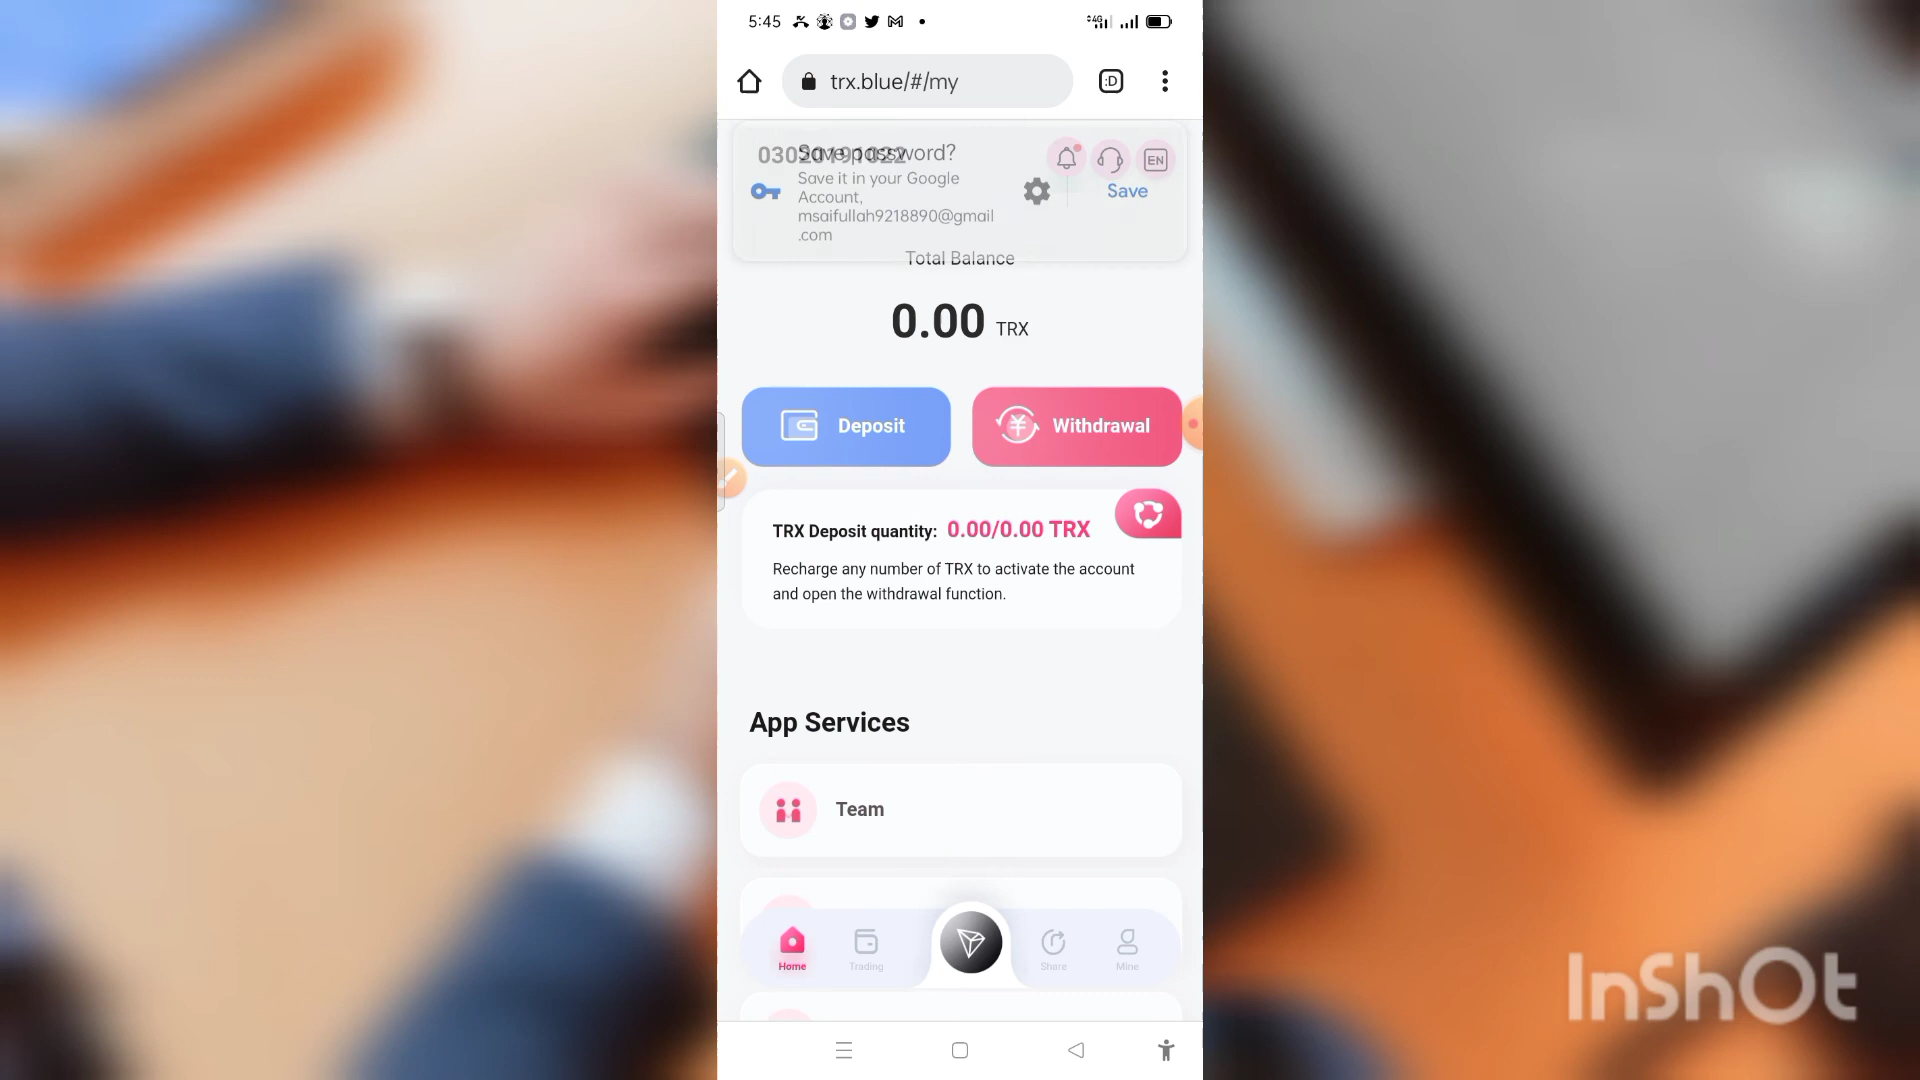 5:45
4G
trx.blue/#/my
:D
03020191022
Save password?
Save it in your Google
Account,
msaifullah9218890@gmail
.com
Save
EN
Total Balance
0.00 TRX
Deposit
Withdrawal
TRX Deposit quantity: 0.00/0.00 TRX
Recharge any number of TRX to activate the account
and open the withdrawal function.
App Services
Team
Home
Trading
Share
Mine
InShOt